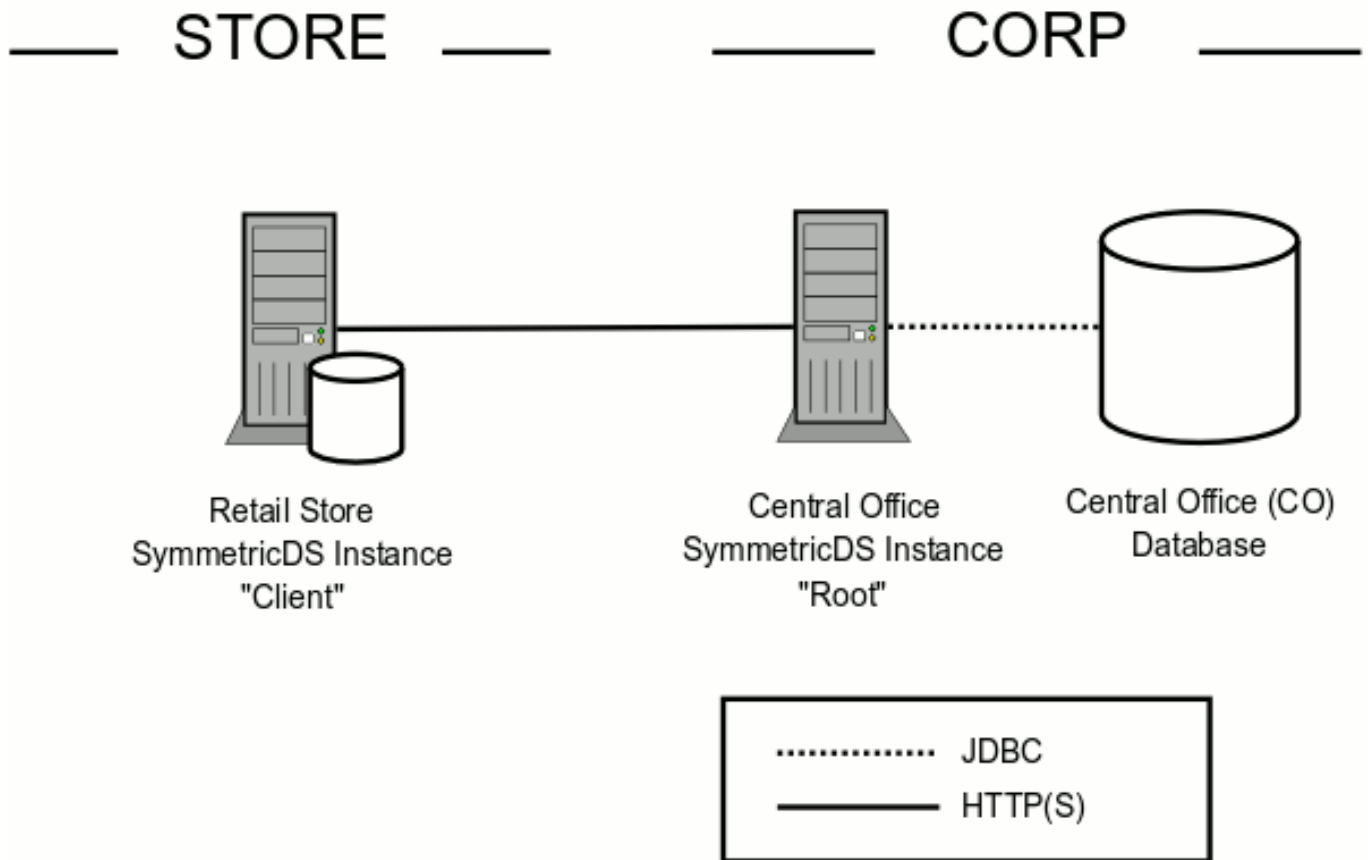 STORE
CORP
Retail Store
SymmetricDS Instance
"Client"
Central Office
SymmetricDS Instance
"Root"
Central Office (CO)
Database
JDBC
HTTP(S)